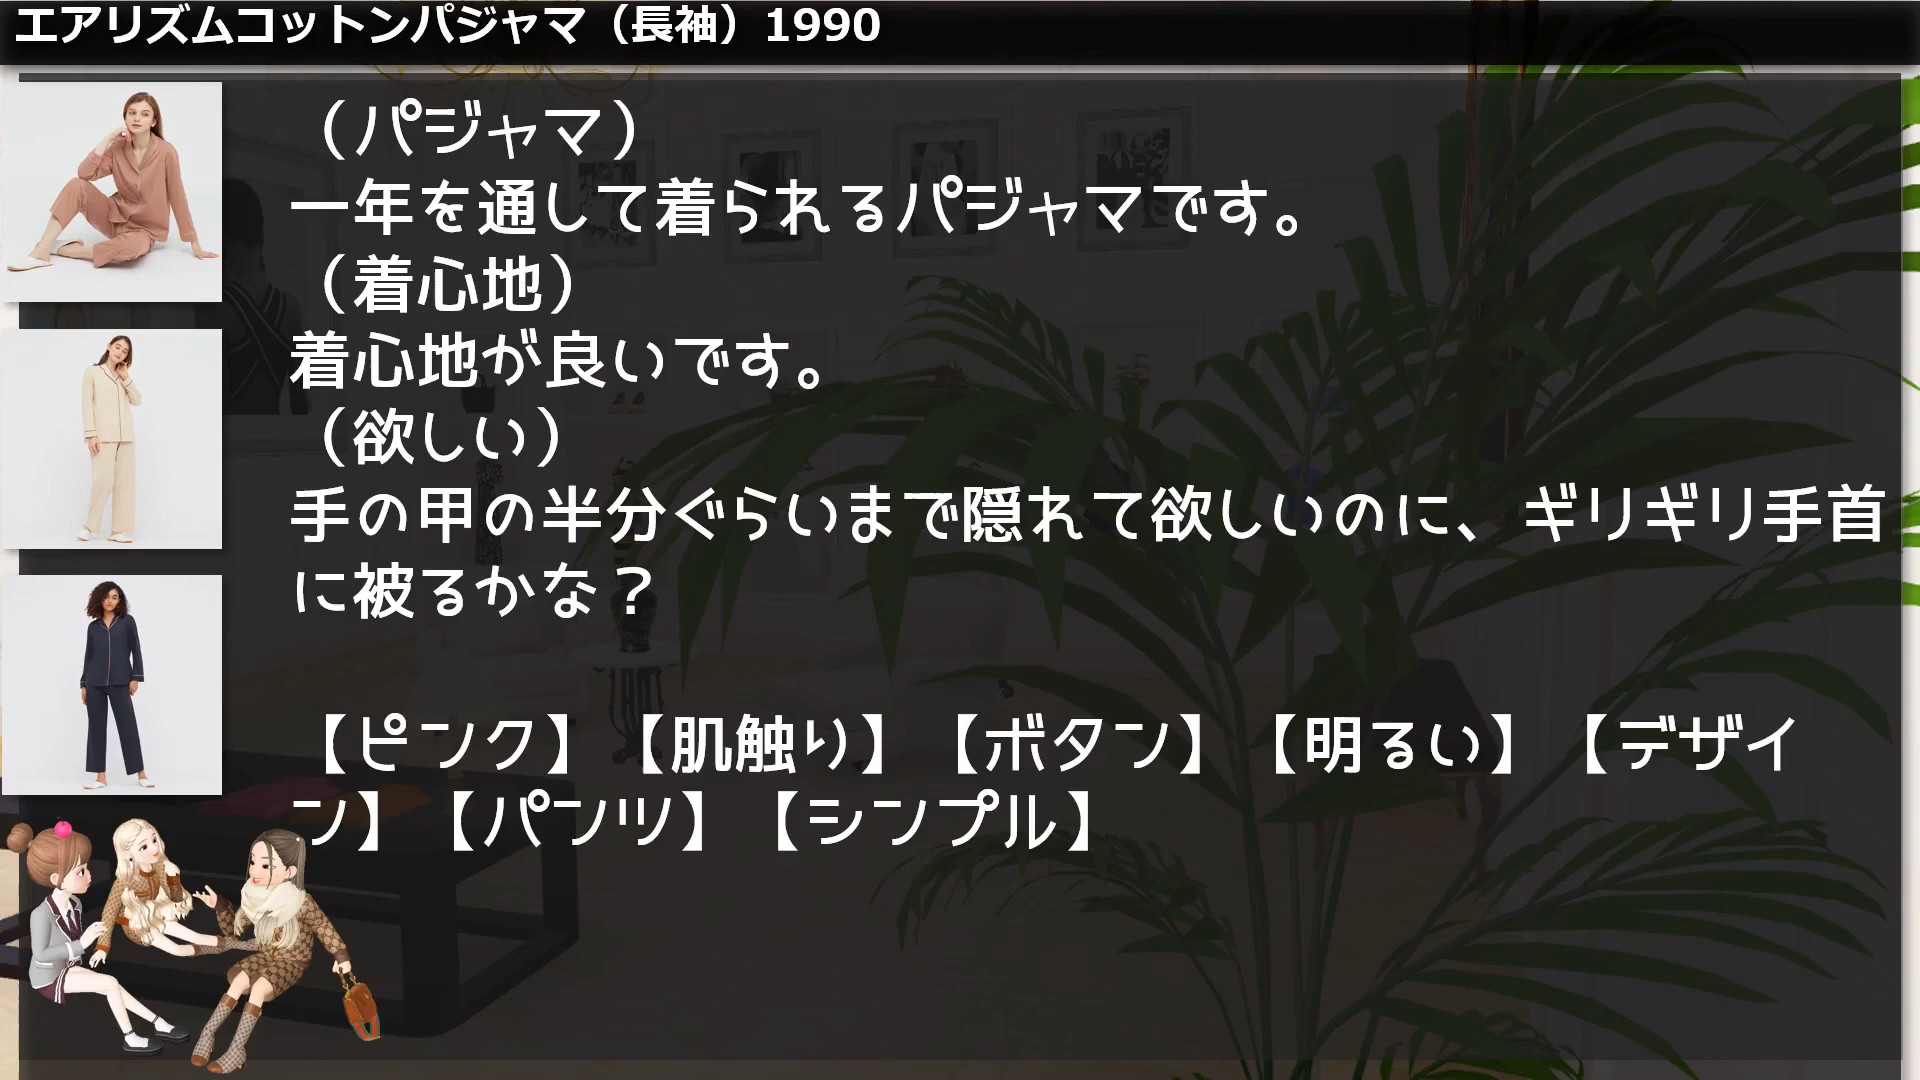 エアリズムコットンパジャマ（長袖）1990
（パジャマ）
一年を通して着られるパジャマです。
（着心地）
着心地が良いです。
（欲しい）
手の甲の半分ぐらいまで隠れて欲しいのに、ギリギリ手首
に被るかな？
【ピンク】【肌触り】【ボタン】【明るい】【デザイ
ン】【パンツ】【シンプル】